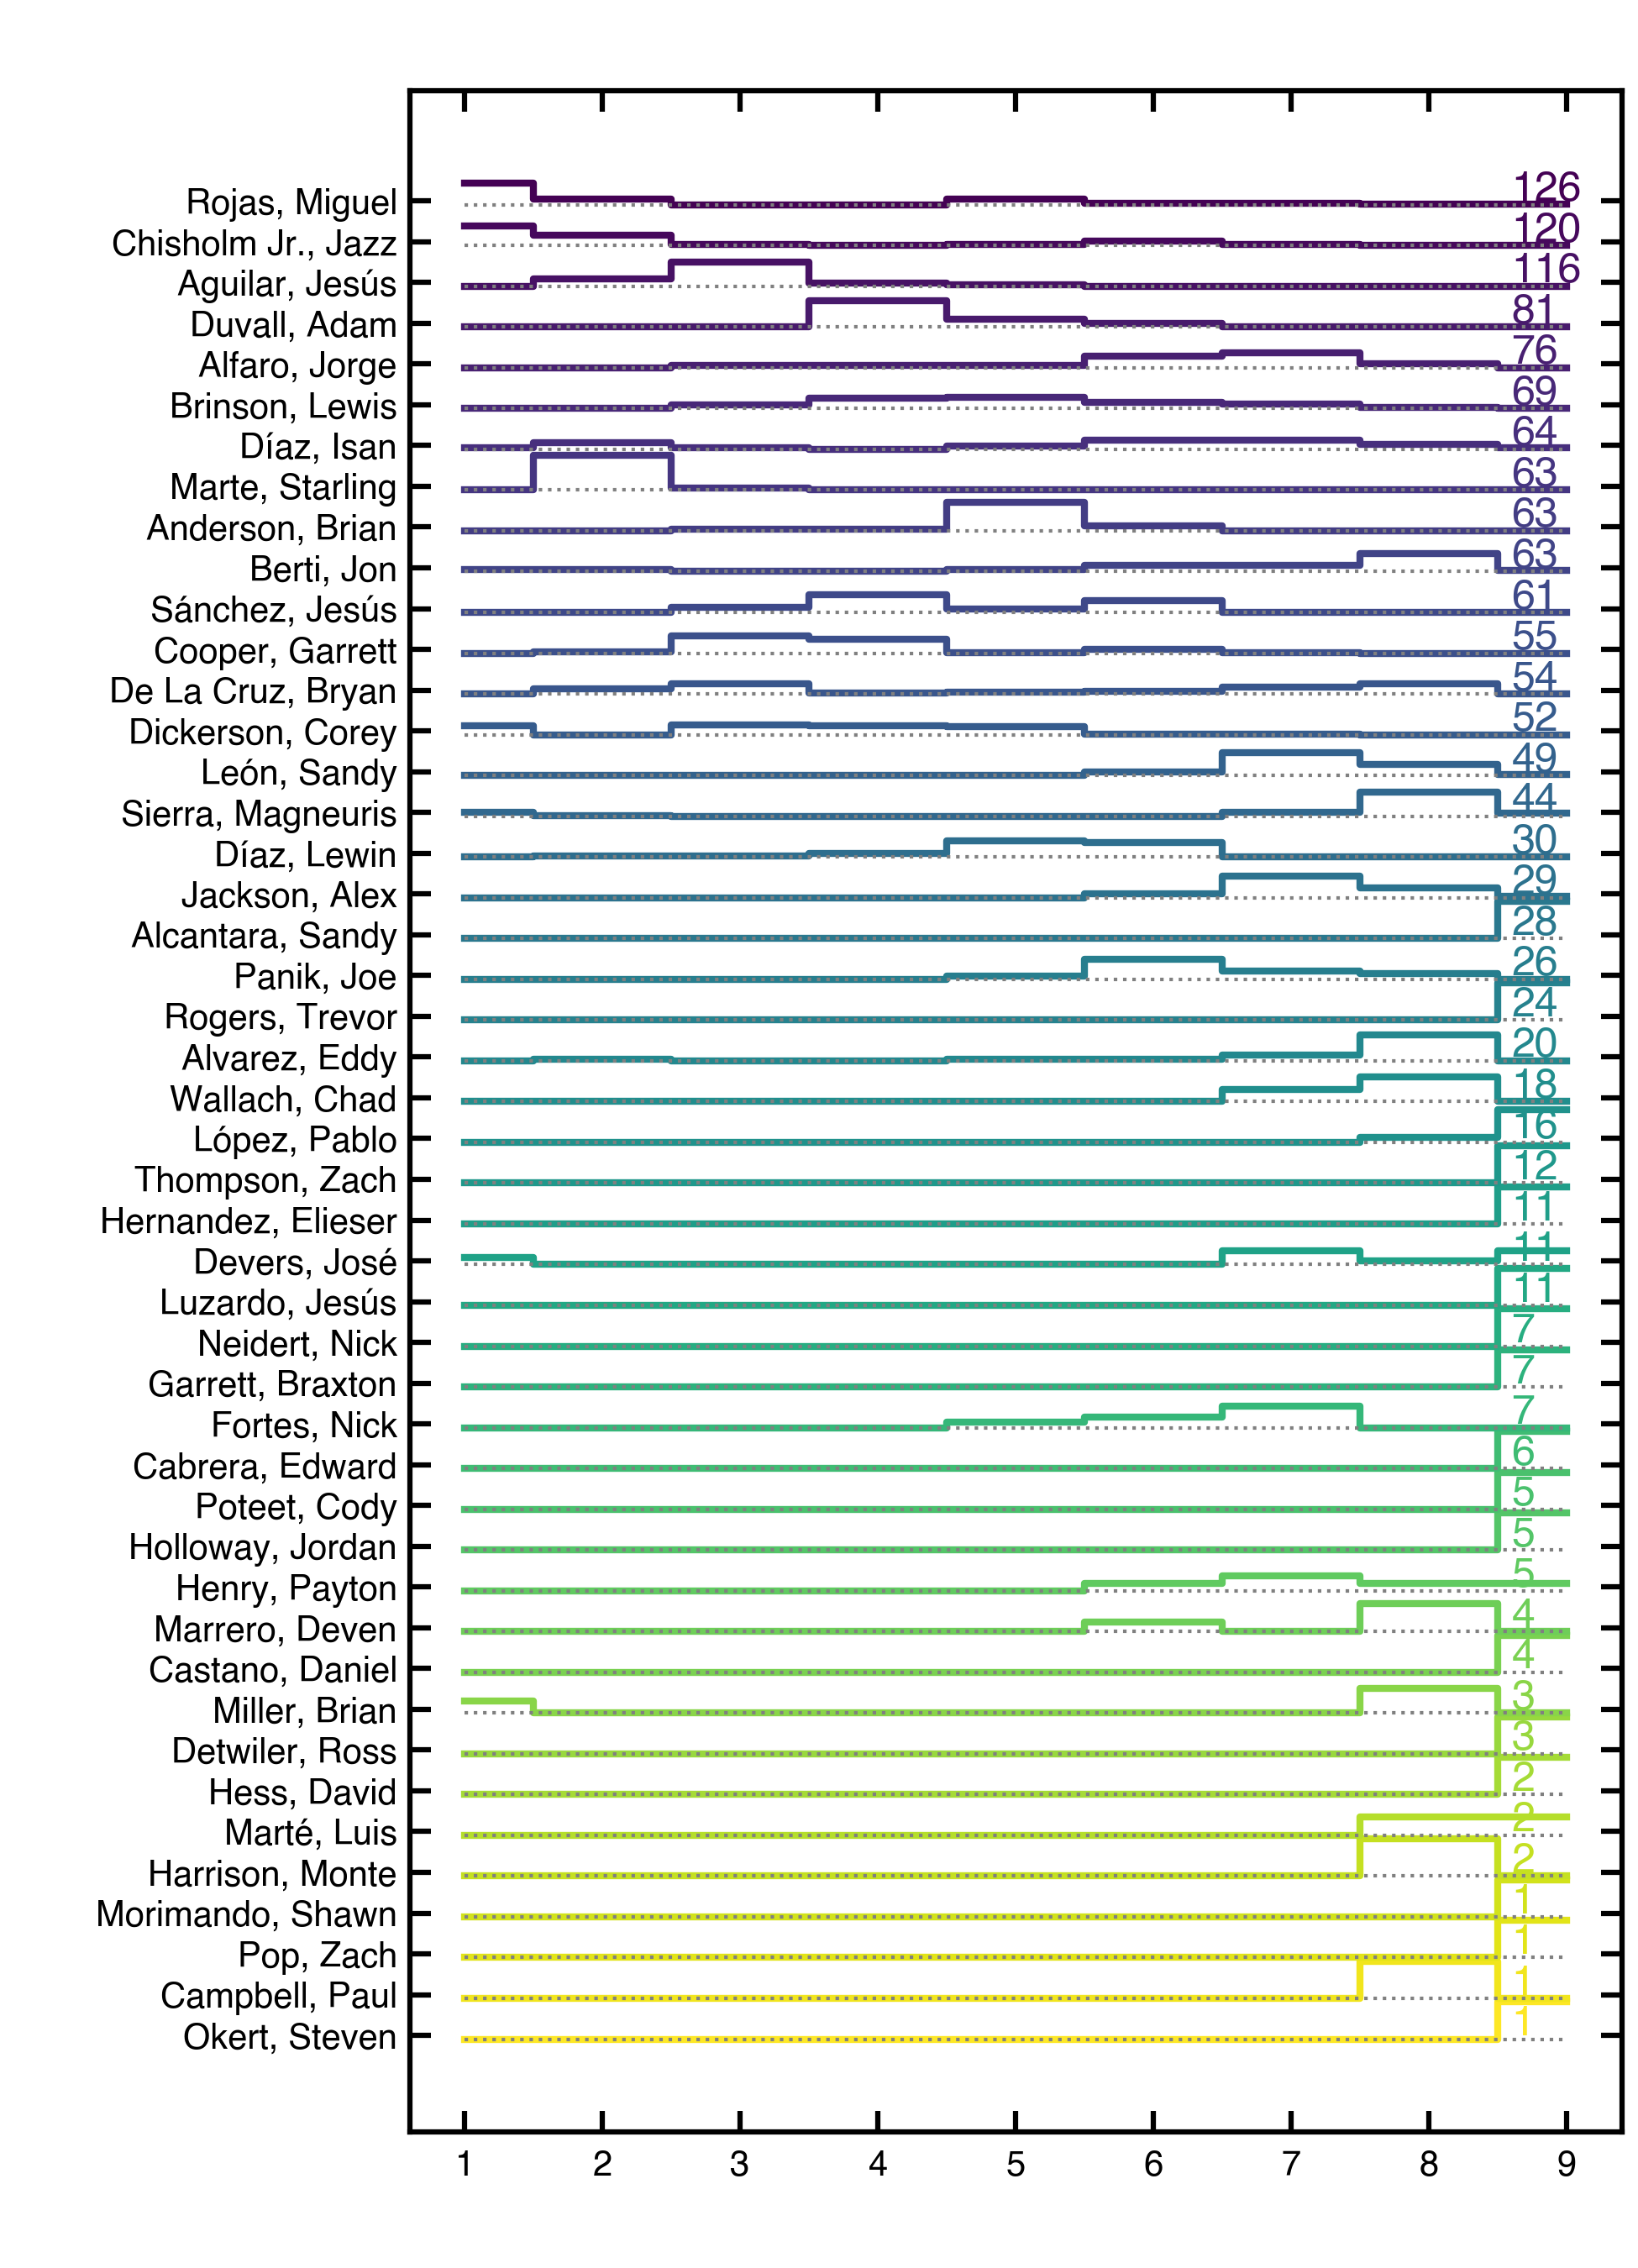 Rojas, Miguel 126
Chisholm Jr., Jazz 120
Aguilar, Jesús 116
Duvall, Adam 81
Alfaro, Jorge 76
Brinson, Lewis 69
Díaz, Isan 64
Marte, Starling 63
Anderson, Brian 63
Berti, Jon 63
Sánchez, Jesús 61
Cooper, Garrett 55
De La Cruz, Bryan 54
Dickerson, Corey 52
León, Sandy 49
Sierra, Magneuris 44
Díaz, Lewin 30
Jackson, Alex 29
Alcantara, Sandy 28
Panik, Joe 26
Rogers, Trevor 24
Alvarez, Eddy 20
Wallach, Chad 18
López, Pablo 16
Thompson, Zach 12
Hernandez, Elieser 11
Devers, José 11
Luzardo, Jesús 11
Neidert, Nick 7
Garrett, Braxton 7
Fortes, Nick 7
Cabrera, Edward 6
Poteet, Cody 5
Holloway, Jordan 5
Henry, Payton 5
Marrero, Deven 4
Castano, Daniel 4
Miller, Brian 3
Detwiler, Ross 3
Hess, David 2
Marté, Luis 2
Harrison, Monte 2
Morimando, Shawn 1
Pop, Zach 1
Campbell, Paul 1
Okert, Steven 1
1 2 3 4 5 6 7 8 9